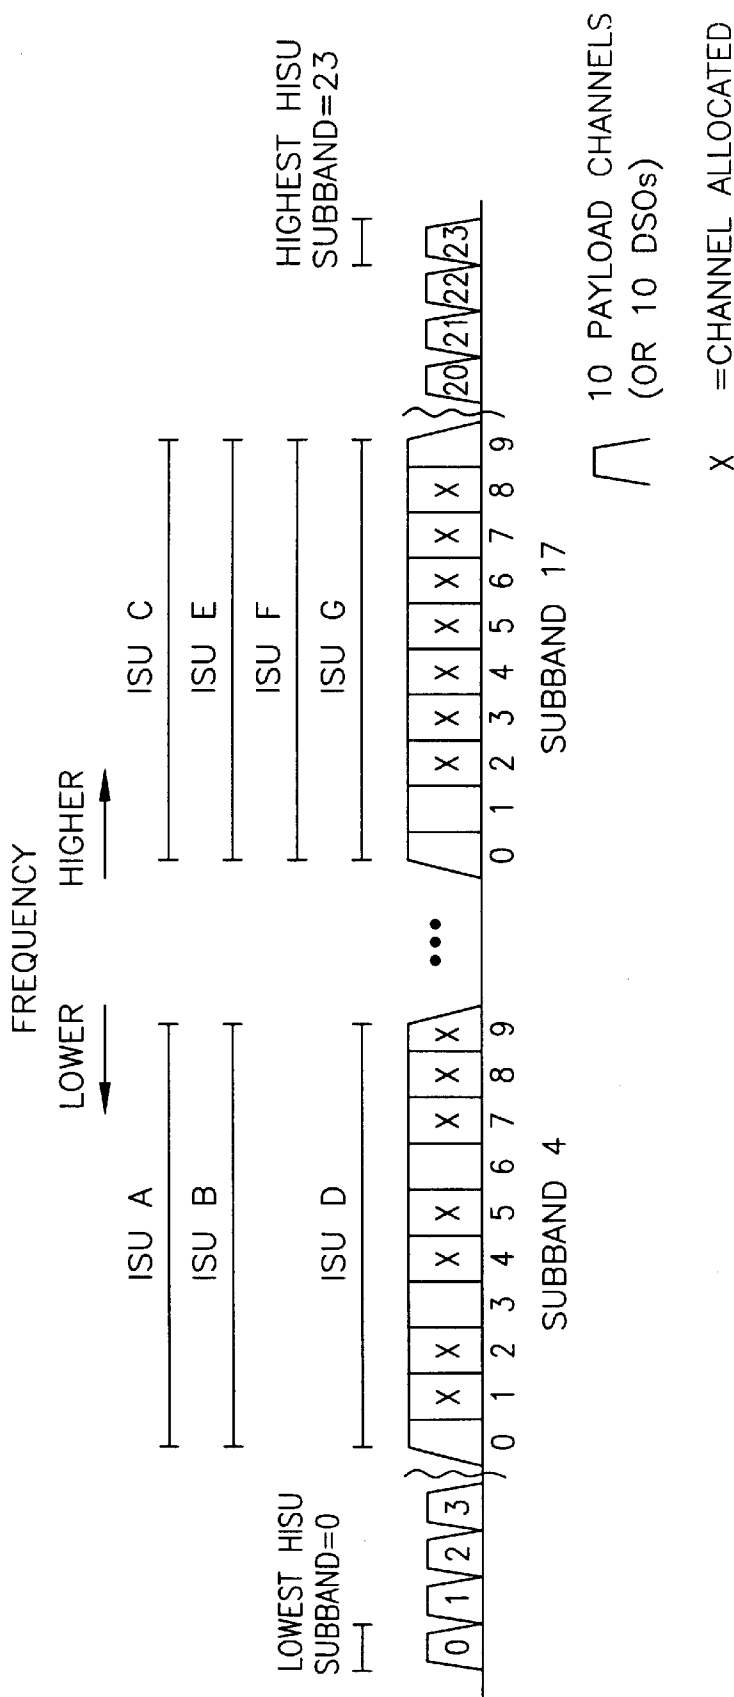 FREQUENCY
LOWER HIGHER
ISU A
ISU C
ISU B
ISU E
ISU F
ISU D
ISU G
LOWEST HISU
SUBBAND=0
HIGHEST HISU
SUBBAND=23
0 1 2 3
X X X X X X X
X X X X X X X
20 21 22 23
0 1 2 3 4 5 6 7 8 9
0 1 2 3 4 5 6 7 8 9
SUBBAND 4
SUBBAND 17
10 PAYLOAD CHANNELS
(OR 10 DSOs)
X =CHANNEL ALLOCATED